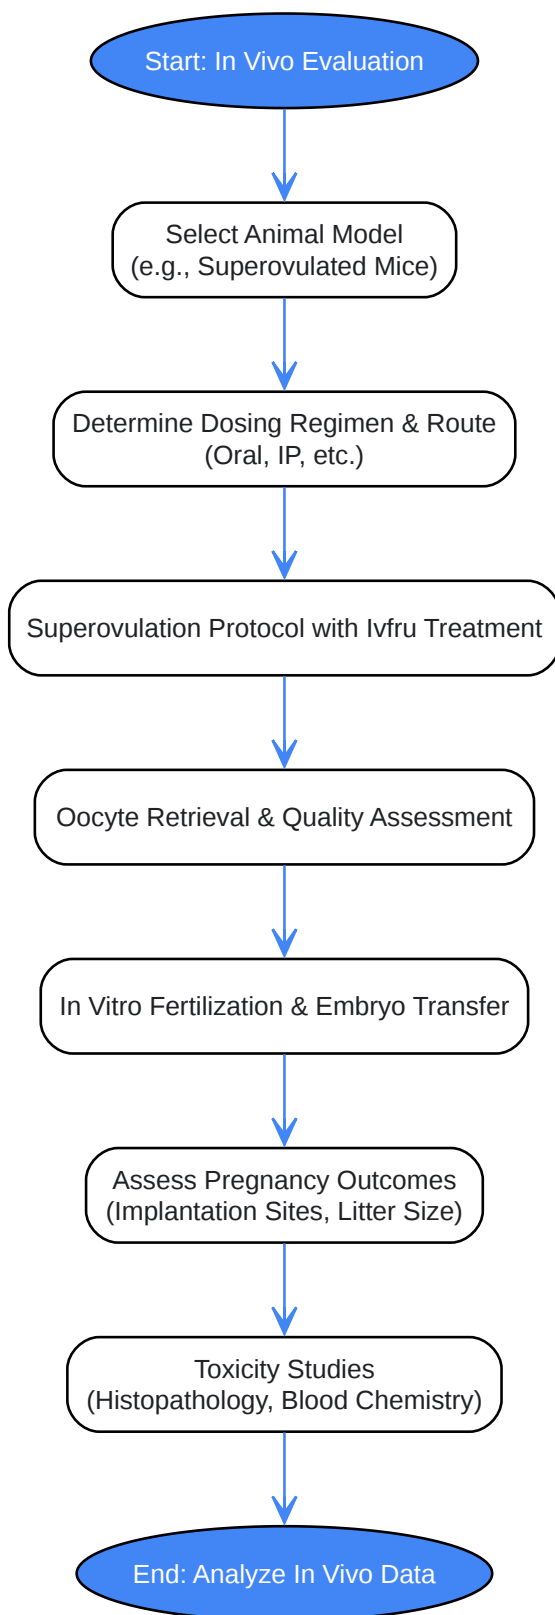 Start: In Vivo Evaluation
Select Animal Model
(e.g., Superovulated Mice)
Determine Dosing Regimen & Route
(Oral, IP, etc.)
Superovulation Protocol with Ivfru Treatment
Oocyte Retrieval & Quality Assessment
In Vitro Fertilization & Embryo Transfer
Assess Pregnancy Outcomes
(Implantation Sites, Litter Size)
Toxicity Studies
(Histopathology, Blood Chemistry)
End: Analyze In Vivo Data